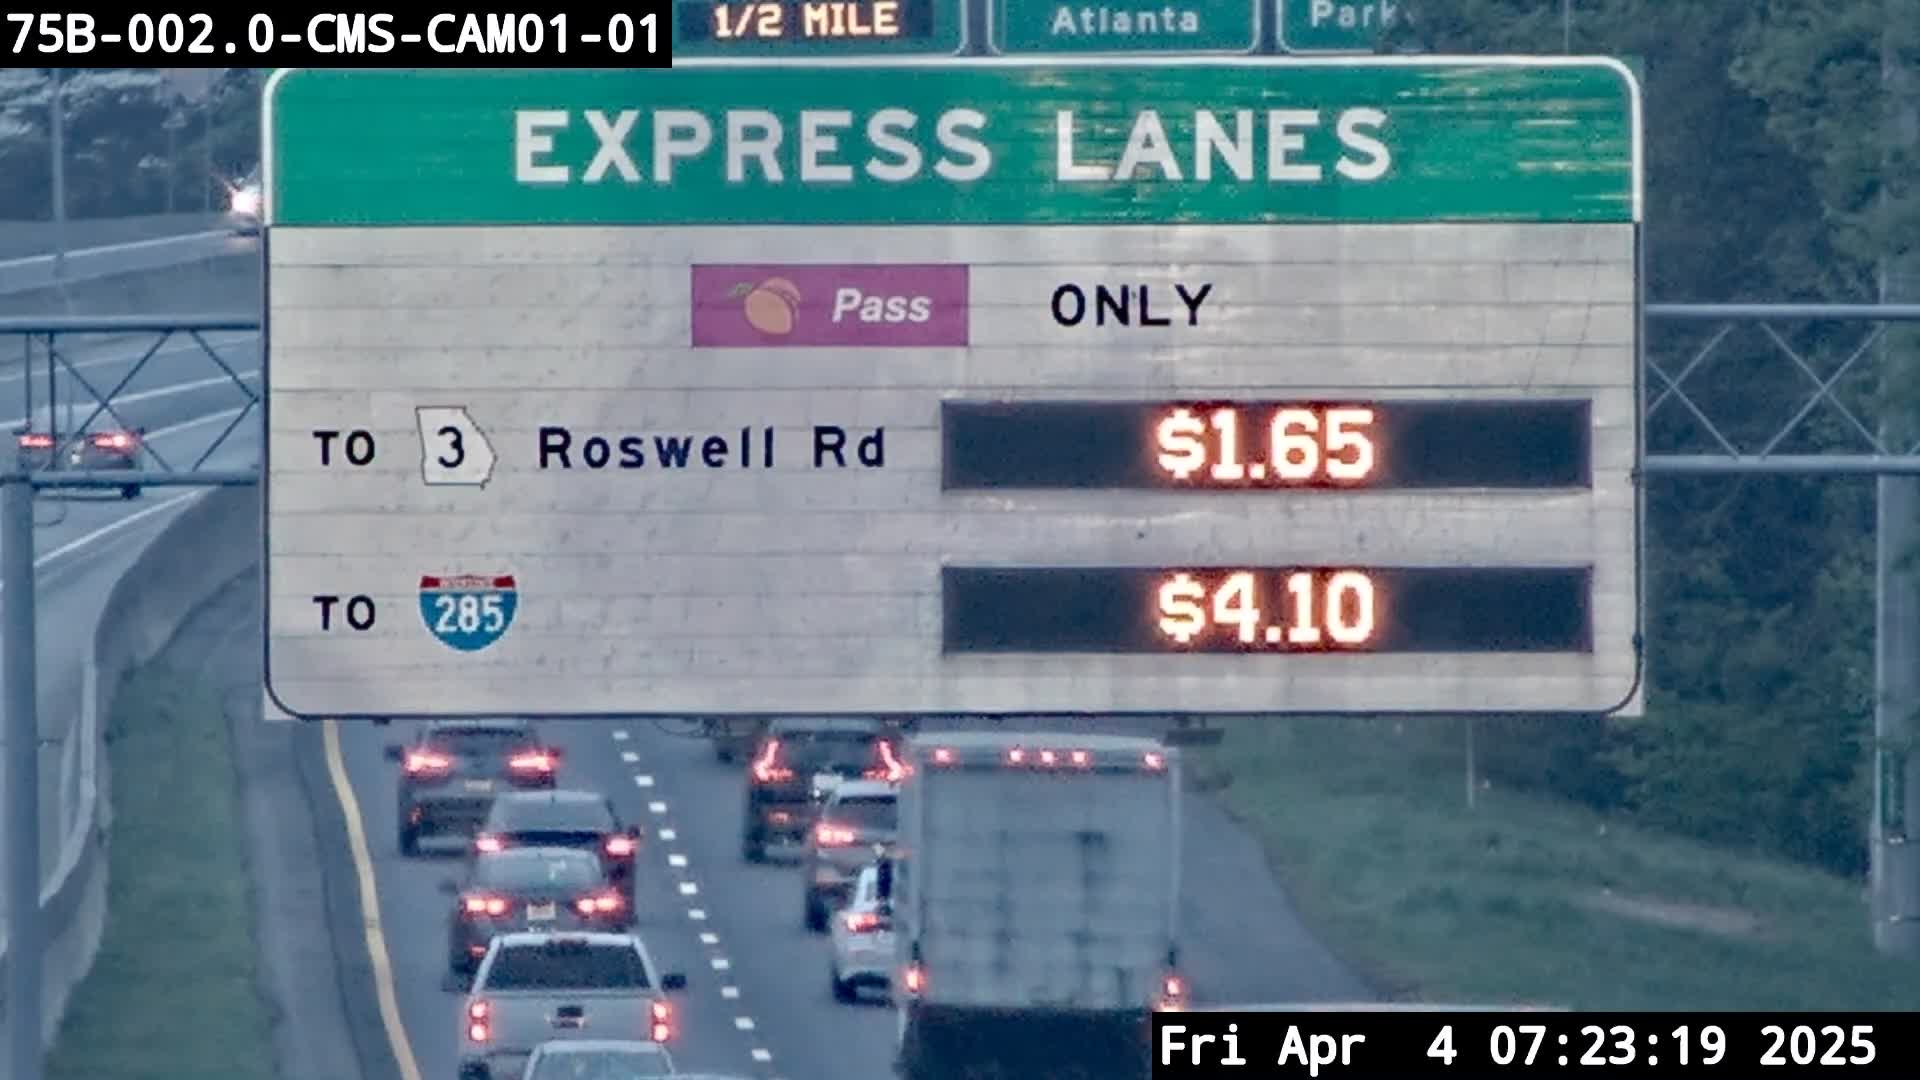 75B-002.0-CMS-CAM01-01
1/2 MILE
Atlanta
Park
EXPRESS LANES
Pass ONLY
TO 3 Roswell Rd $1.65
TO 285 $4.10
Fri Apr 4 07:23:19 2025